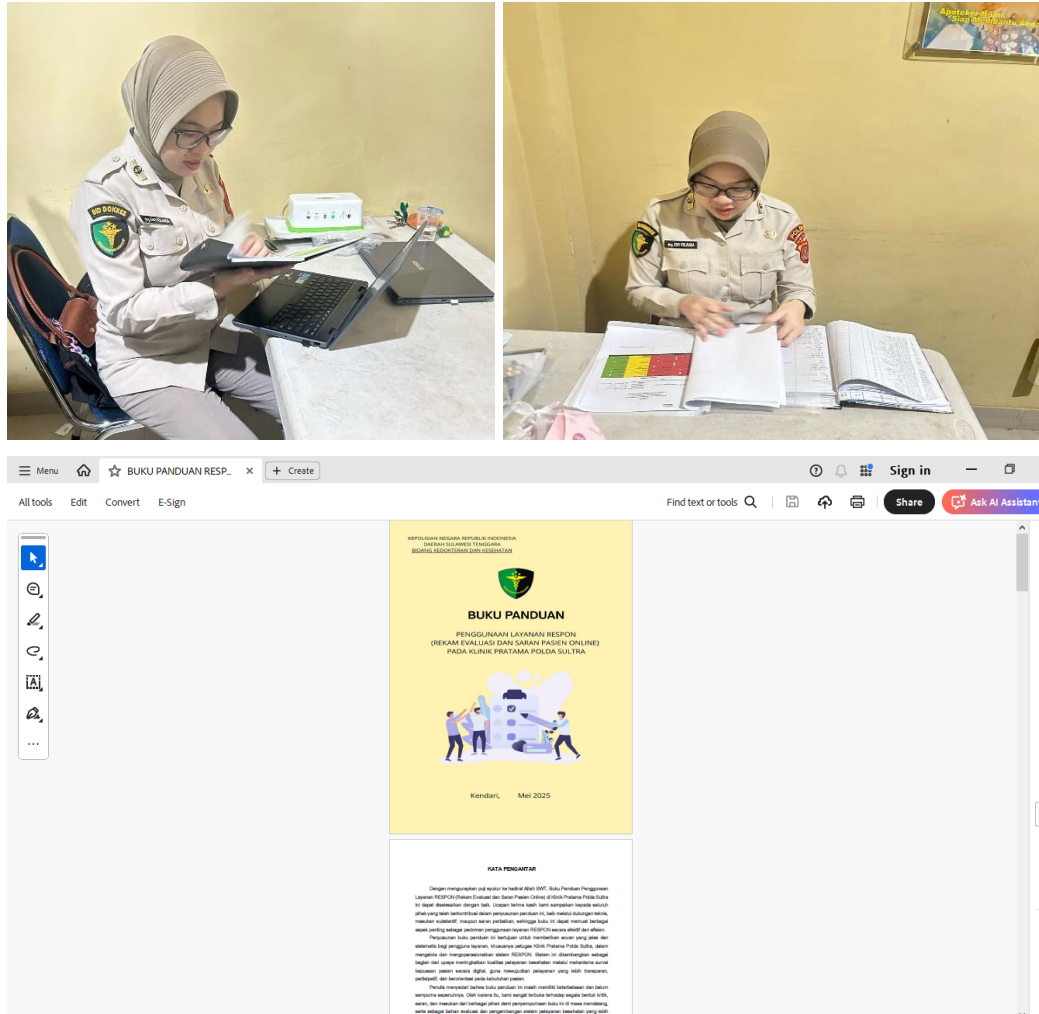 BID DOKKES
Apoteker Kami
Siap Membantu Anda
Menu
BUKU PANDUAN RESP...
Create
Sign in
All tools
Edit
Convert
E-Sign
Find text or tools
Share
Ask AI Assistant
KEPOLISIAN NEGARA REPUBLIK INDONESIA
DAERAH SULAWESI TENGGARA
BIDANG KEDOKTERAN DAN KESEHATAN
BUKU PANDUAN
PENGGUNAAN LAYANAN RESPON
(REKAM EVALUASI DAN SARAN PASIEN ONLINE)
PADA KLINIK PRATAMA POLDA SULTRA
Kendari, Mei 2025
KATA PENGANTAR
Dengan mengucapkan puji syukur ke hadirat Allah SWT, Buku Panduan Penggunaan
Layanan RESPON (Rekam Evaluasi dan Saran Pasien Online) di Klinik Pratama Polda Sultra
ini dapat diselesaikan dengan baik. Ucapan terima kasih kami sampaikan kepada seluruh
pihak yang telah berkontribusi dalam penyusunan panduan ini, baik melalui dukungan teknis,
masukan substantif, maupun saran perbaikan, sehingga buku ini dapat memuat berbagai
aspek penting sebagai pedoman penggunaan layanan RESPON secara efektif dan efisien.
Penyusunan buku panduan ini bertujuan untuk memberikan acuan yang jelas dan
sistematis bagi pengguna layanan, khususnya petugas Klinik Pratama Polda Sultra, dalam
mengelola dan mengoperasionalkan sistem RESPON. Sistem ini dikembangkan sebagai
bagian dari upaya meningkatkan kualitas pelayanan kesehatan melalui mekanisme survei
kepuasan pasien secara digital, guna mewujudkan pelayanan yang lebih transparan,
partisipatif, dan berorientasi pada kebutuhan pasien.
Penulis menyadari bahwa buku panduan ini masih memiliki keterbatasan dan belum
sempurna sepenuhnya. Oleh karena itu, kami sangat terbuka terhadap segala bentuk kritik,
saran, dan masukan dari berbagai pihak demi penyempurnaan buku ini di masa mendatang,
serta sebagai bahan evaluasi dan pengembangan sistem pelayanan kesehatan yang lebih